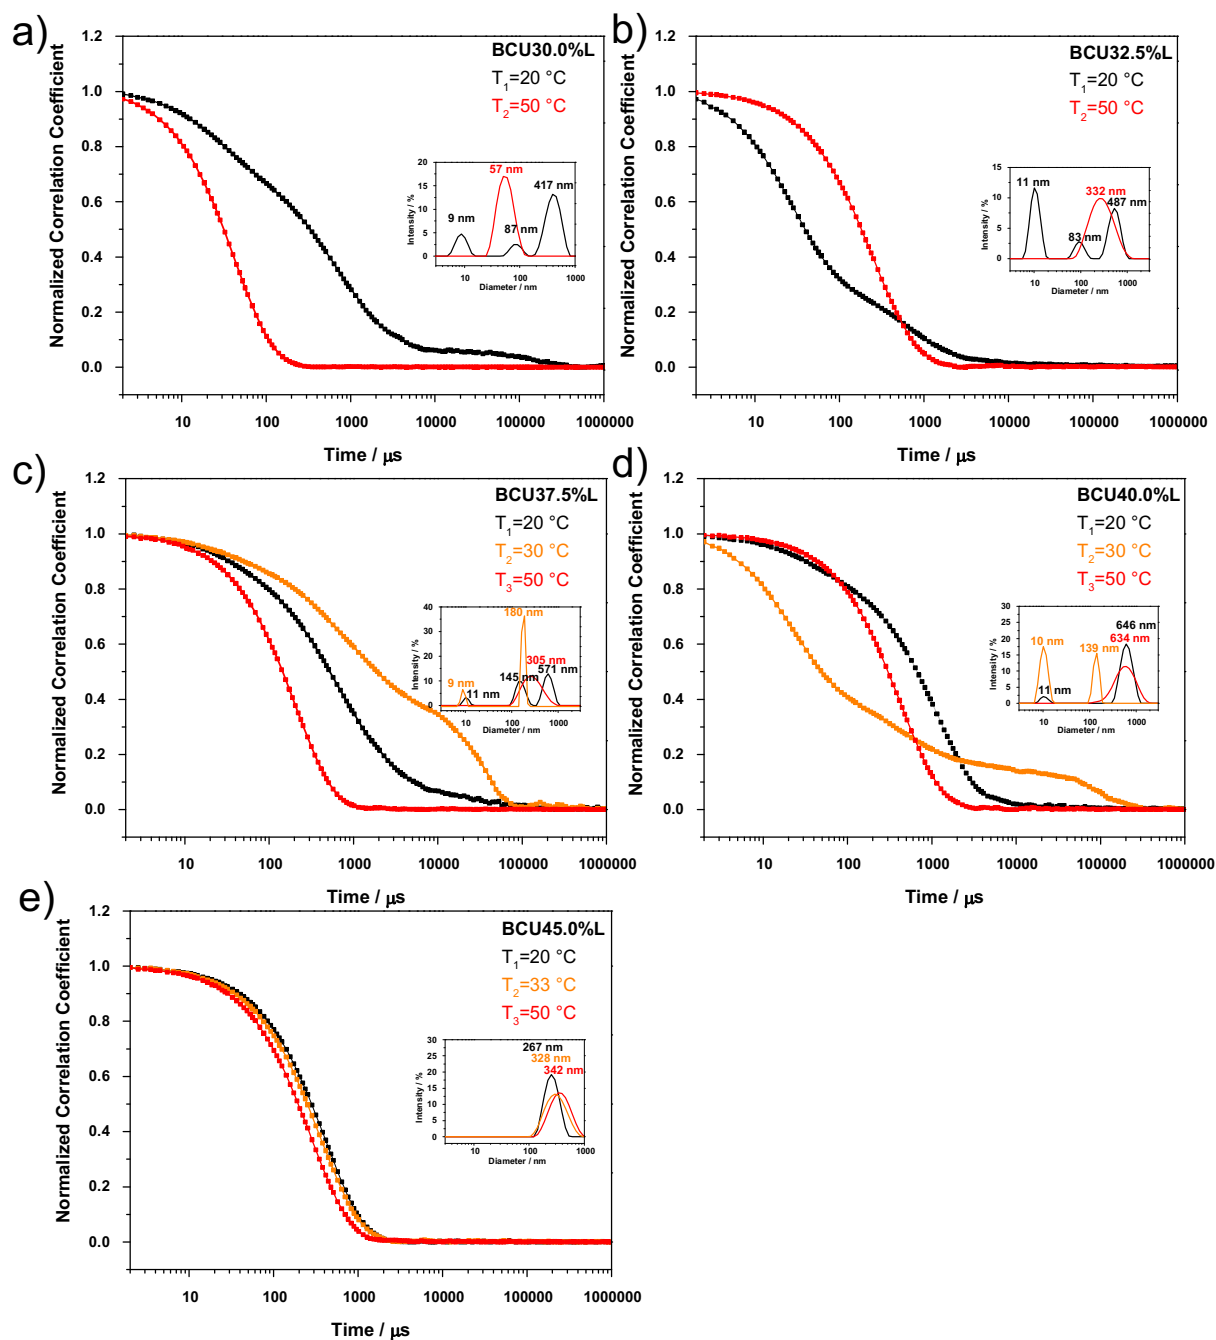 a)
1.2
1.0
0.8
0.6
0.4
0.2
0.0
Normalized Correlation Coefficient
BCU30.0%L
T1=20 °C
T2=50 °C
20
15
10
5
0
Intensity / %
57 nm
417 nm
9 nm
87 nm
10 100 1000
Diameter / nm
10 100 1000 10000 100000 1000000
Time / μs
b)
1.2
1.0
0.8
0.6
0.4
0.2
0.0
Normalized Correlation Coefficient
BCU32.5%L
T1=20 °C
T2=50 °C
15
10
5
0
Intensity / %
11 nm
332 nm
487 nm
83 nm
10 100 1000
Diameter / nm
10 100 1000 10000 100000 1000000
Time / μs
c)
1.2
1.0
0.8
0.6
0.4
0.2
0.0
Normalized Correlation Coefficient
BCU37.5%L
T1=20 °C
T2=30 °C
T3=50 °C
40
30
20
10
0
Intensity / %
180 nm
305 nm
571 nm
145 nm
9 nm
11 nm
10 100 1000
Diameter / nm
10 100 1000 10000 100000 1000000
Time / μs
d)
1.2
1.0
0.8
0.6
0.4
0.2
0.0
Normalized Correlation Coefficient
BCU40.0%L
T1=20 °C
T2=30 °C
T3=50 °C
30
25
20
15
10
5
0
Intensity / %
646 nm
634 nm
10 nm
139 nm
11 nm
10 100 1000
Diameter / nm
10 100 1000 10000 100000 1000000
Time / μs
e)
1.2
1.0
0.8
0.6
0.4
0.2
0.0
Normalized Correlation Coefficient
BCU45.0%L
T1=20 °C
T2=33 °C
T3=50 °C
30
25
20
15
10
5
0
Intensity / %
267 nm
328 nm
342 nm
10 100 1000
Diameter / nm
10 100 1000 10000 100000 1000000
Time / μs